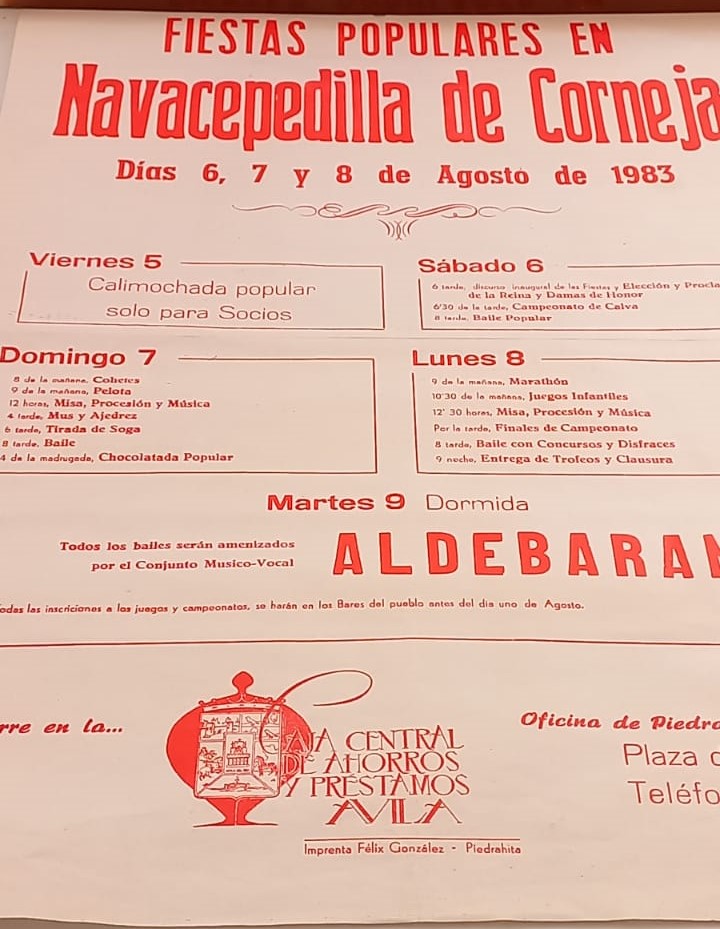 FIESTAS POPULARES EN
Navacepedilla de Corneja
Días 6, 7 y 8 de Agosto de 1983
Viernes 5
Calimochada popular
solo para Socios
Sábado 6
6 tarde, discurso inaugural de las Fiestas y Elección y Procla
de la Reina y Damas de Honor
6'30 de la tarde, Campeonato de Calva
8 tarde, Baile Popular
Domingo 7
8 de la mañana, Cohetes
9 de la mañana, Pelota
12 horas, Misa, Procesión y Música
4 tarde, Mus y Ajedrez
6 tarde, Tirada de Soga
8 tarde, Baile
4 de la madrugada, Chocolatada Popular
Lunes 8
9 de la mañana, Marathón
10'30 de la mañana, Juegos Infantiles
12' 30 horas, Misa, Procesión y Música
Por la tarde, Finales de Campeonato
8 tarde, Baile con Concursos y Disfraces
9 noche, Entrega de Trofeos y Clausura
Martes 9 Dormida
Todos los bailes serán amenizados
por el Conjunto Musico-Vocal
ALDEBARAN
odas las inscriciones a los juegos y campeonatos, se harán en los Bares del pueblo antes del dia uno de Agosto.
rre en la...
CAJA CENTRAL
DE AHORROS
Y PRÉSTAMOS
AVILA
Oficina de Piedra
Plaza d
Teléfo
Imprenta Félix González - Piedrahita